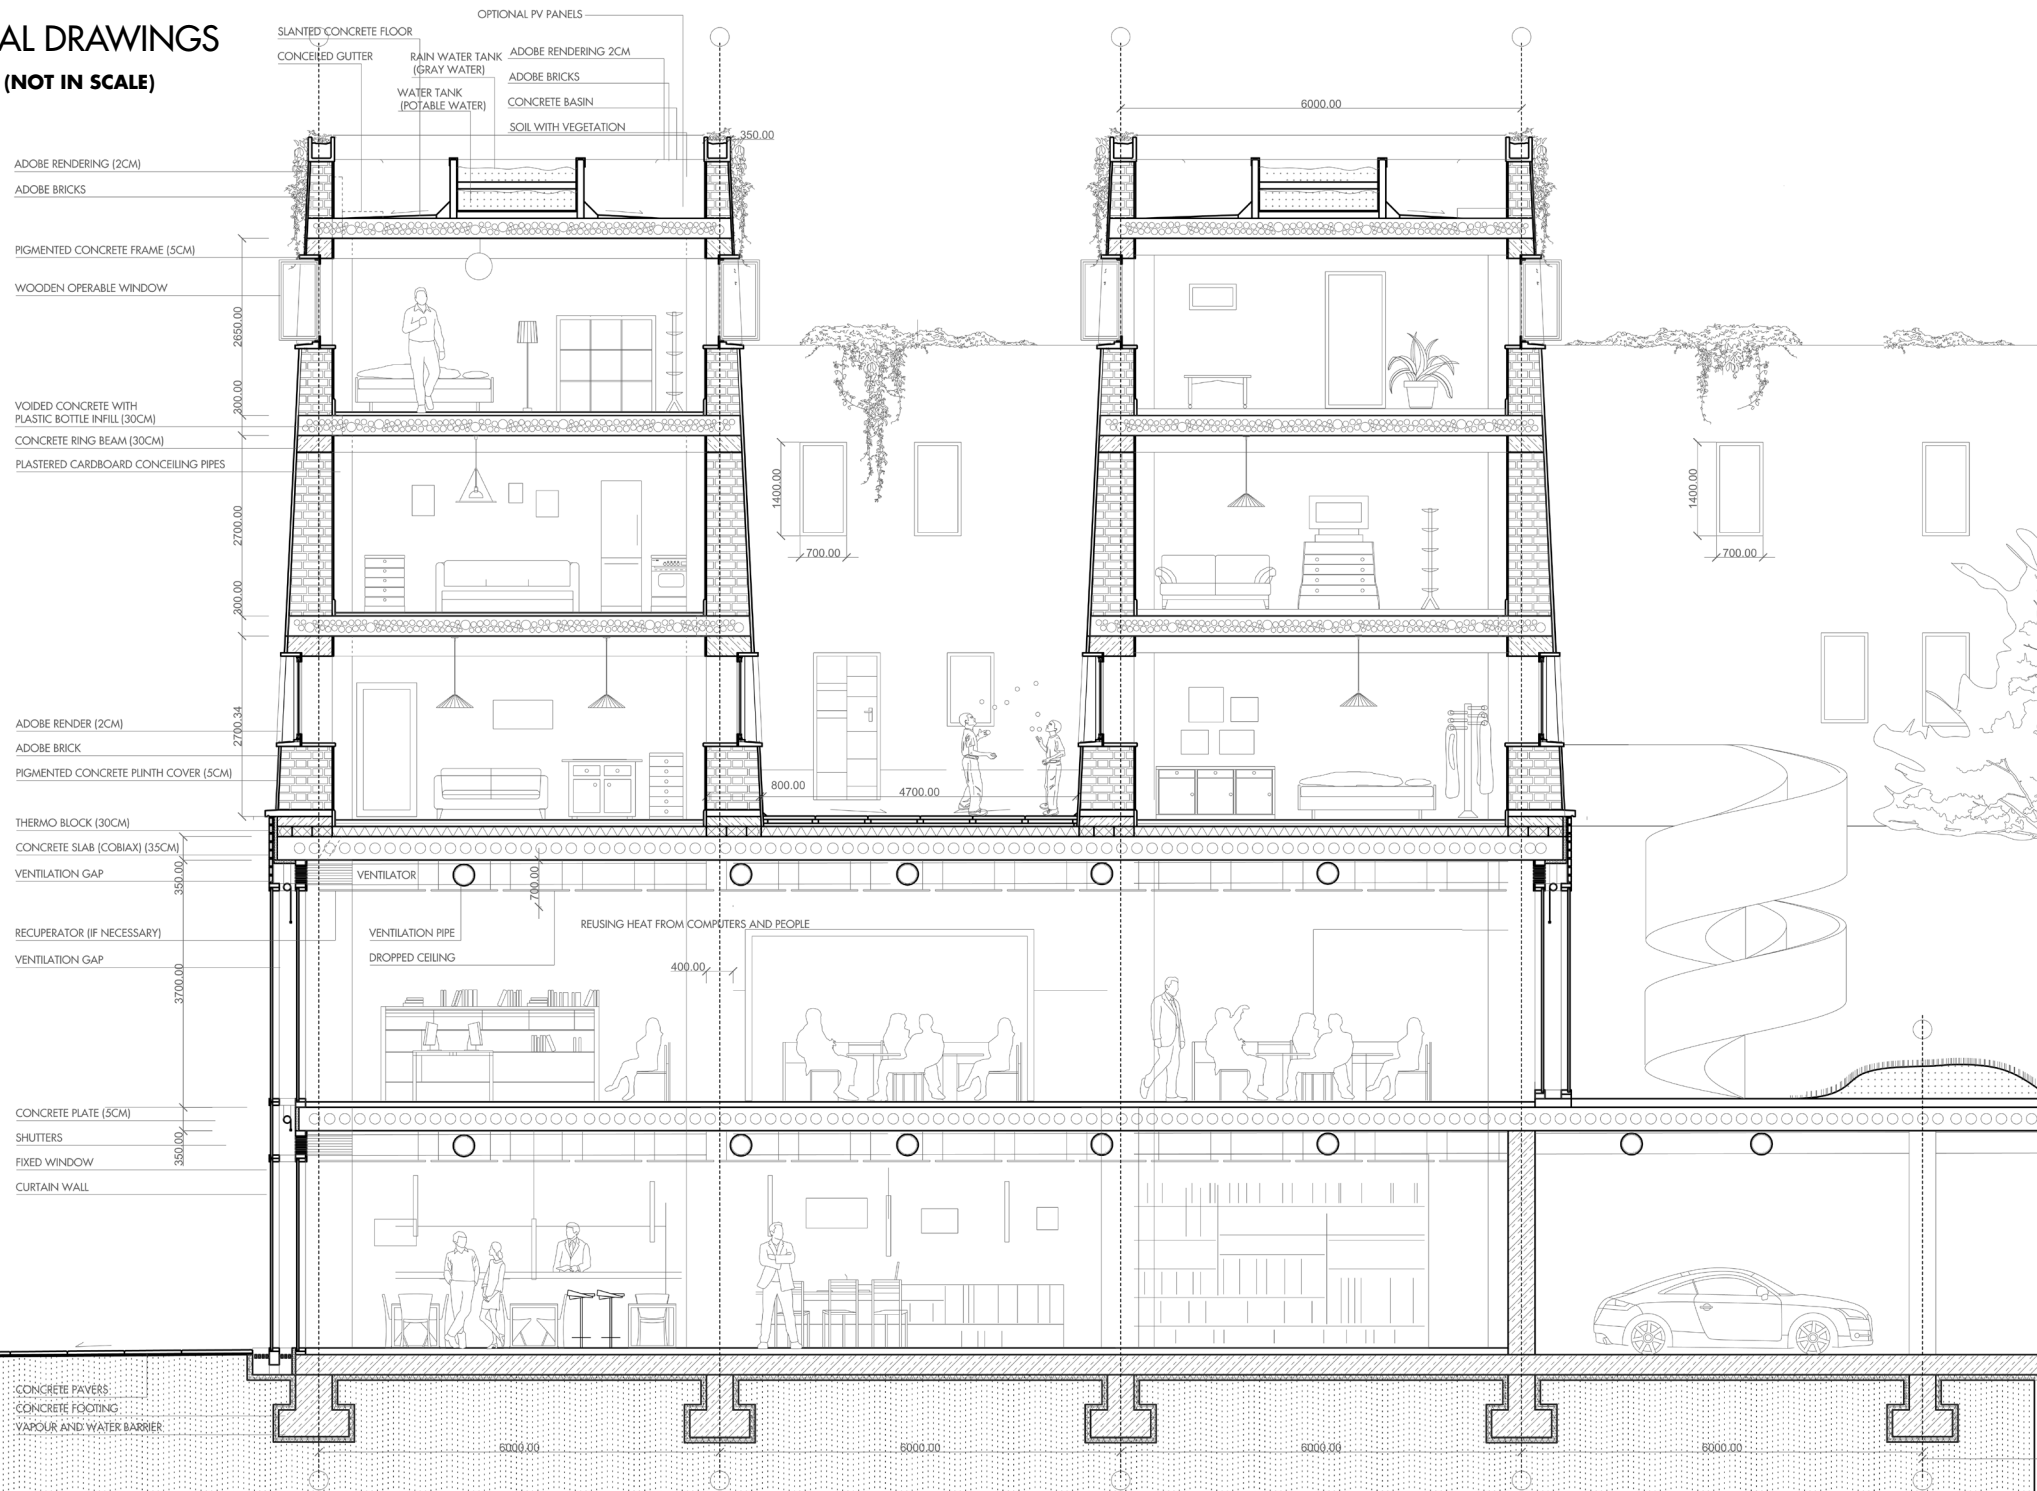 AL DRAWINGS
(NOT IN SCALE)
OPTIONAL PV PANELS
SLANTED CONCRETE FLOOR
CONCEILED GUTTER
RAIN WATER TANK
(GRAY WATER)
WATER TANK
(POTABLE WATER)
ADOBE RENDERING 2CM
ADOBE BRICKS
CONCRETE BASIN
SOIL WITH VEGETATION
6000.00
350.00
ADOBE RENDERING (2CM)
ADOBE BRICKS
PIGMENTED CONCRETE FRAME (5CM)
WOODEN OPERABLE WINDOW
2650.00
300.00
VOIDED CONCRETE WITH
PLASTIC BOTTLE INFILL (30CM)
CONCRETE RING BEAM (30CM)
PLASTERED CARDBOARD CONCEILING PIPES
2700.00
300.00
1400.00
700.00
1400.00
700.00
2700.34
ADOBE RENDER (2CM)
ADOBE BRICK
PIGMENTED CONCRETE PLINTH COVER (5CM)
800.00
4700.00
THERMO BLOCK (30CM)
CONCRETE SLAB (COBIAX) (35CM)
VENTILATION GAP
350.00
VENTILATOR
700.00
RECUPERATOR (IF NECESSARY)
VENTILATION GAP
VENTILATION PIPE
DROPPED CEILING
REUSING HEAT FROM COMPUTERS AND PEOPLE
400.00
3700.00
CONCRETE PLATE (5CM)
SHUTTERS
FIXED WINDOW
CURTAIN WALL
350.00
CONCRETE PAVERS
CONCRETE FOOTING
VAPOUR AND WATER BARRIER
6000.00
6000.00
6000.00
6000.00